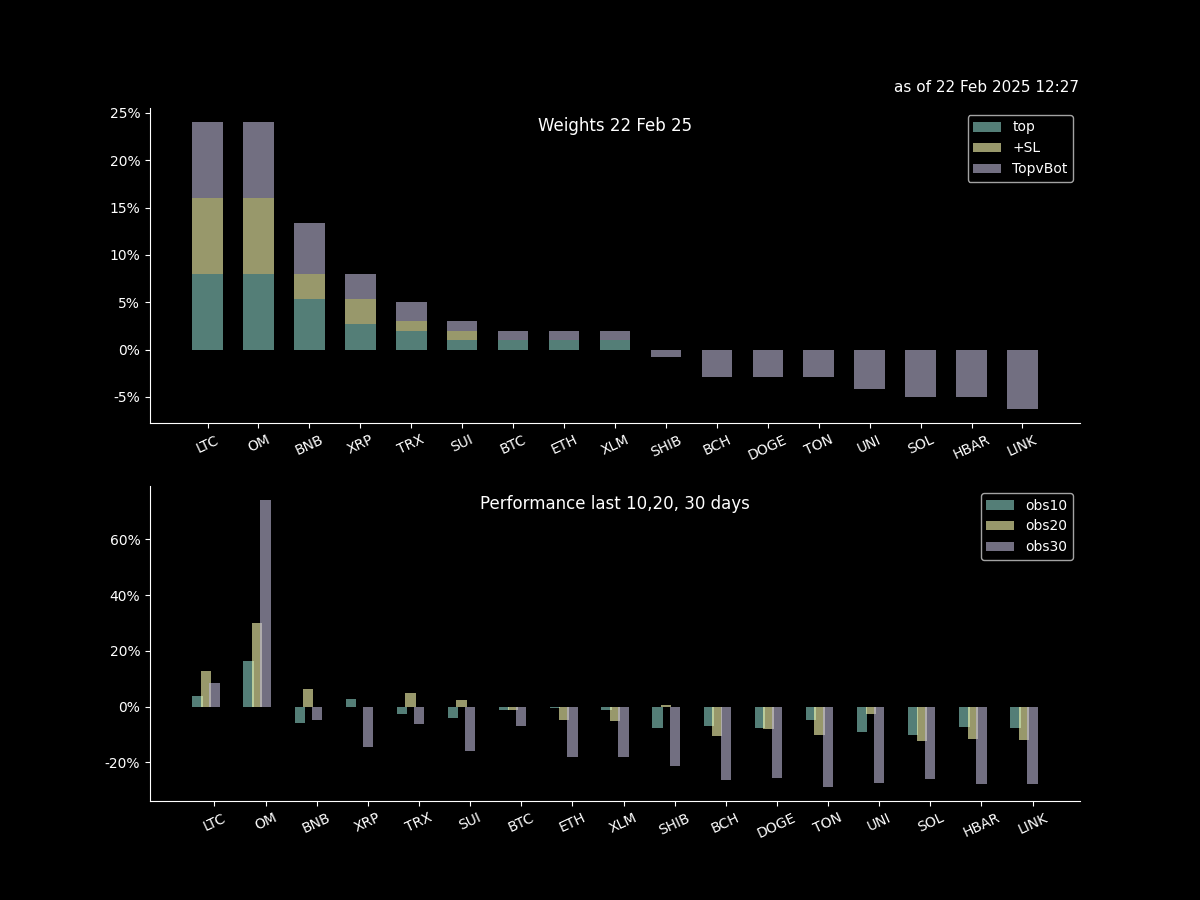 as of 22 Feb 2025 12:27
Weights 22 Feb 25
top
+SL
TopvBot
25%
20%
15%
10%
5%
0%
-5%
LTC OM BNB XRP TRX SUI BTC ETH XLM SHIB BCH DOGE TON UNI SOL HBAR LINK
Performance last 10,20, 30 days
obs10
obs20
obs30
60%
40%
20%
0%
-20%
LTC OM BNB XRP TRX SUI BTC ETH XLM SHIB BCH DOGE TON UNI SOL HBAR LINK